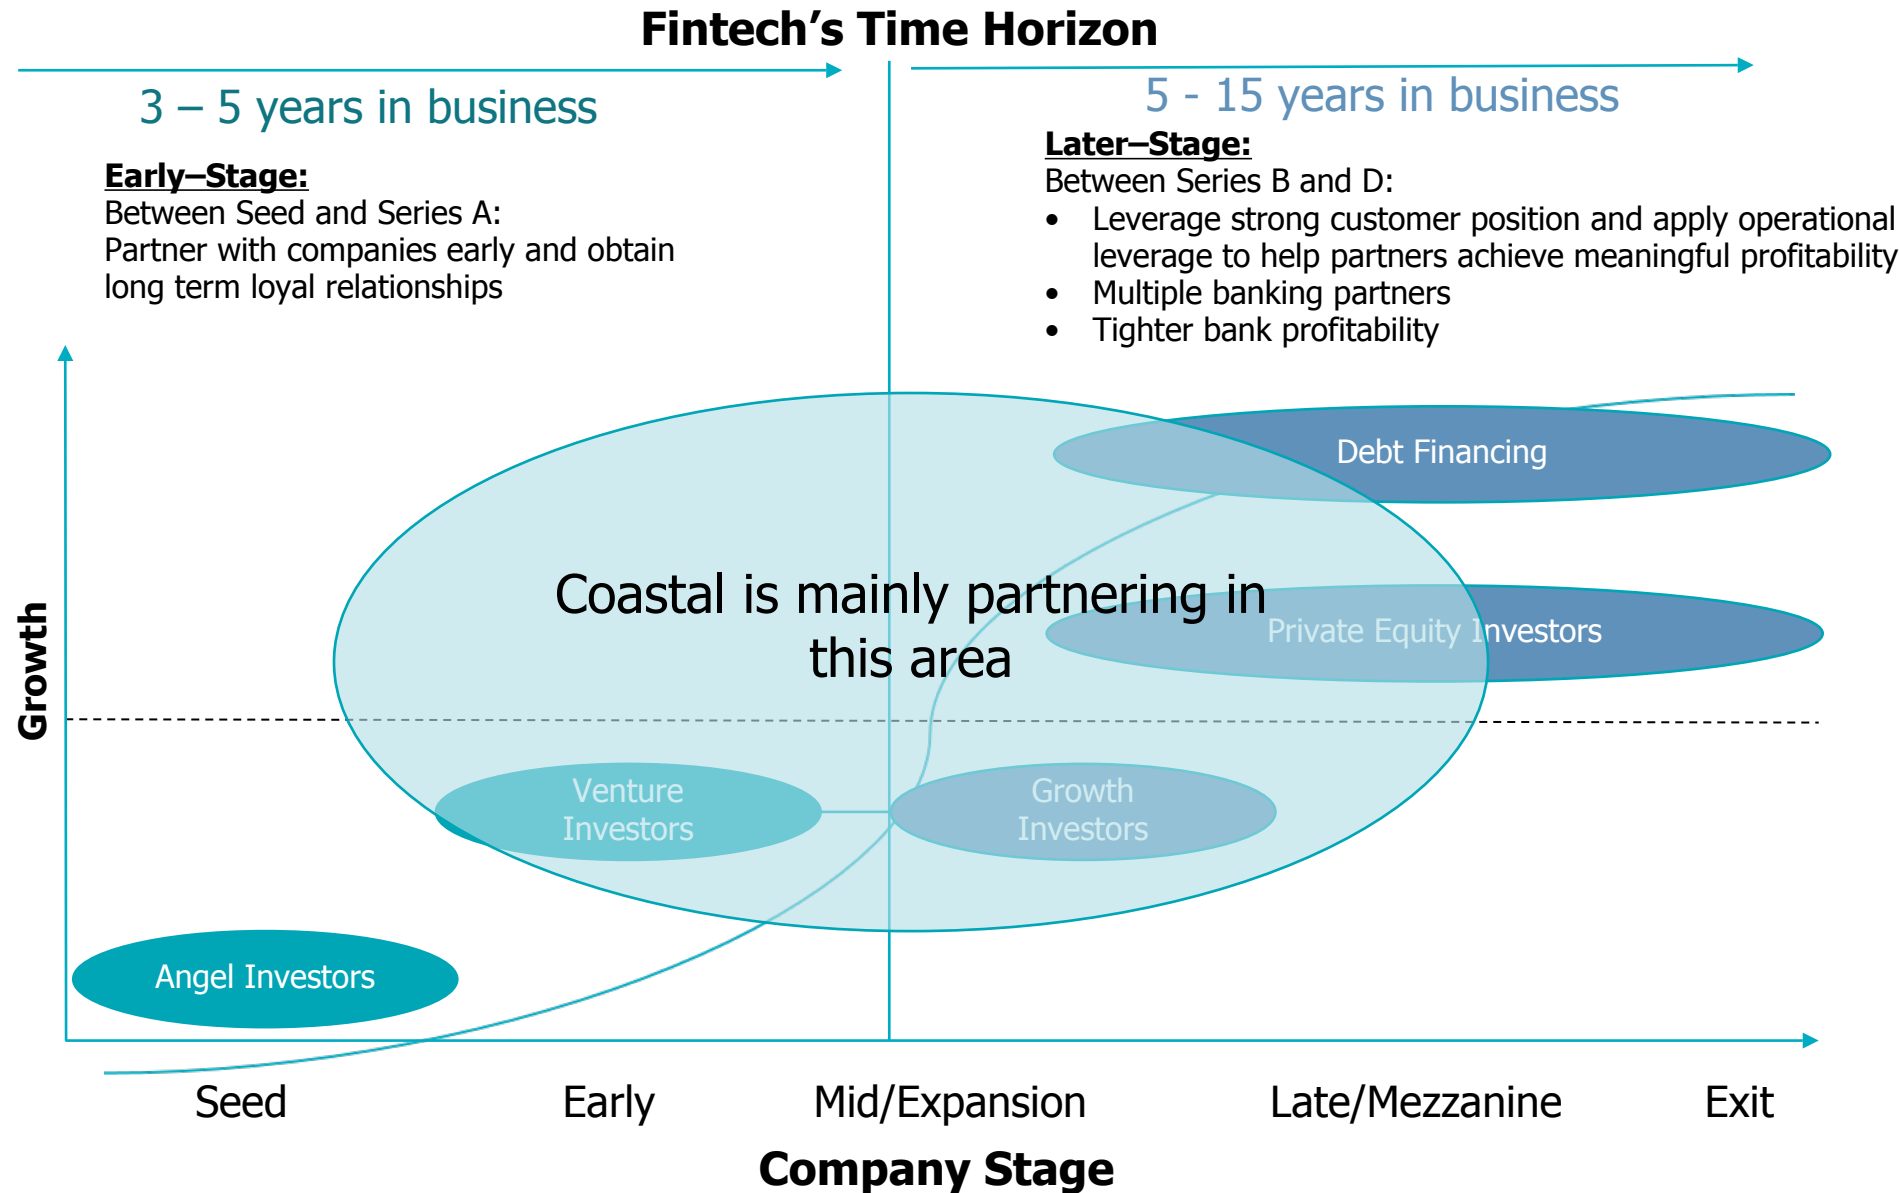 Fintech's Time Horizon
3 – 5 years in business
5 - 15 years in business
Early–Stage:
Between Seed and Series A:
Partner with companies early and obtain
long term loyal relationships
Later–Stage:
Between Series B and D:
• Leverage strong customer position and apply operational
leverage to help partners achieve meaningful profitability
• Multiple banking partners
• Tighter bank profitability
Growth
Debt Financing
Coastal is mainly partnering in
this area
Private Equity Investors
Venture
Investors
Growth
Investors
Angel Investors
Seed
Early
Mid/Expansion
Late/Mezzanine
Exit
Company Stage